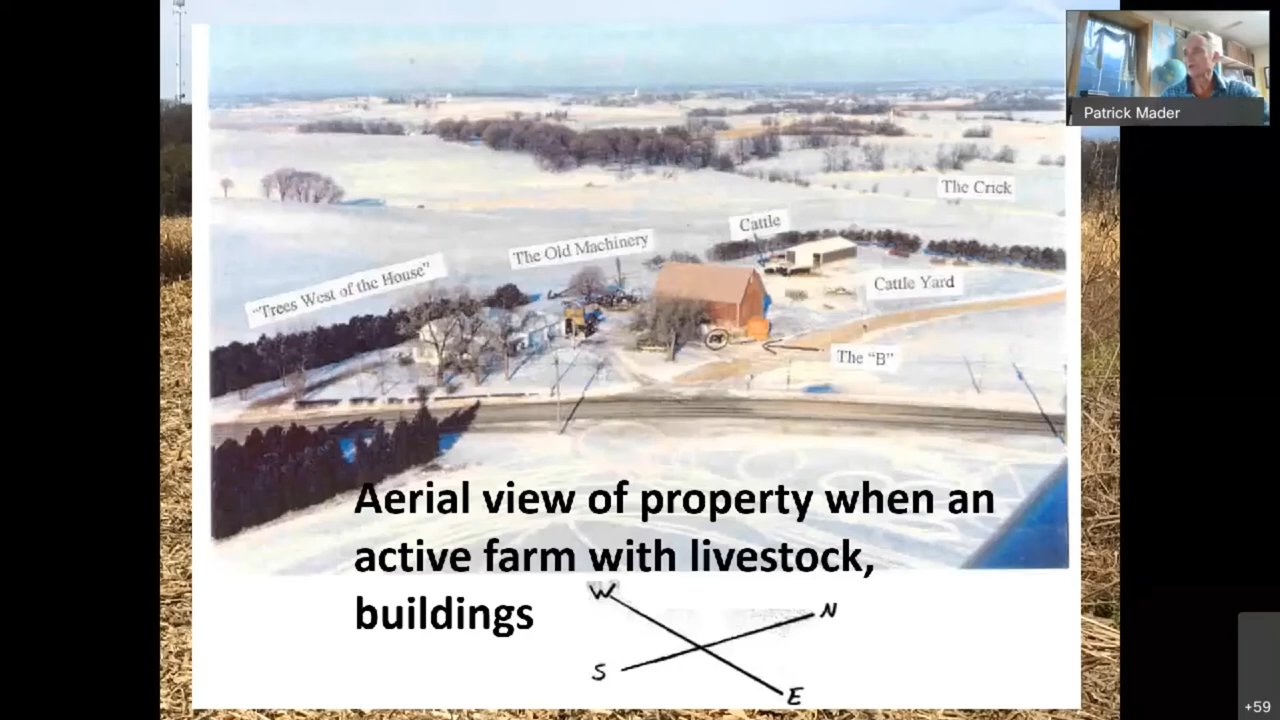 Patrick Mader
The Crick
Cattle
The Old Machinery
"Trees West of the House"
Cattle Yard
The "B"
Aerial view of property when an
active farm with livestock,
buildings
W
N
S
E
+59